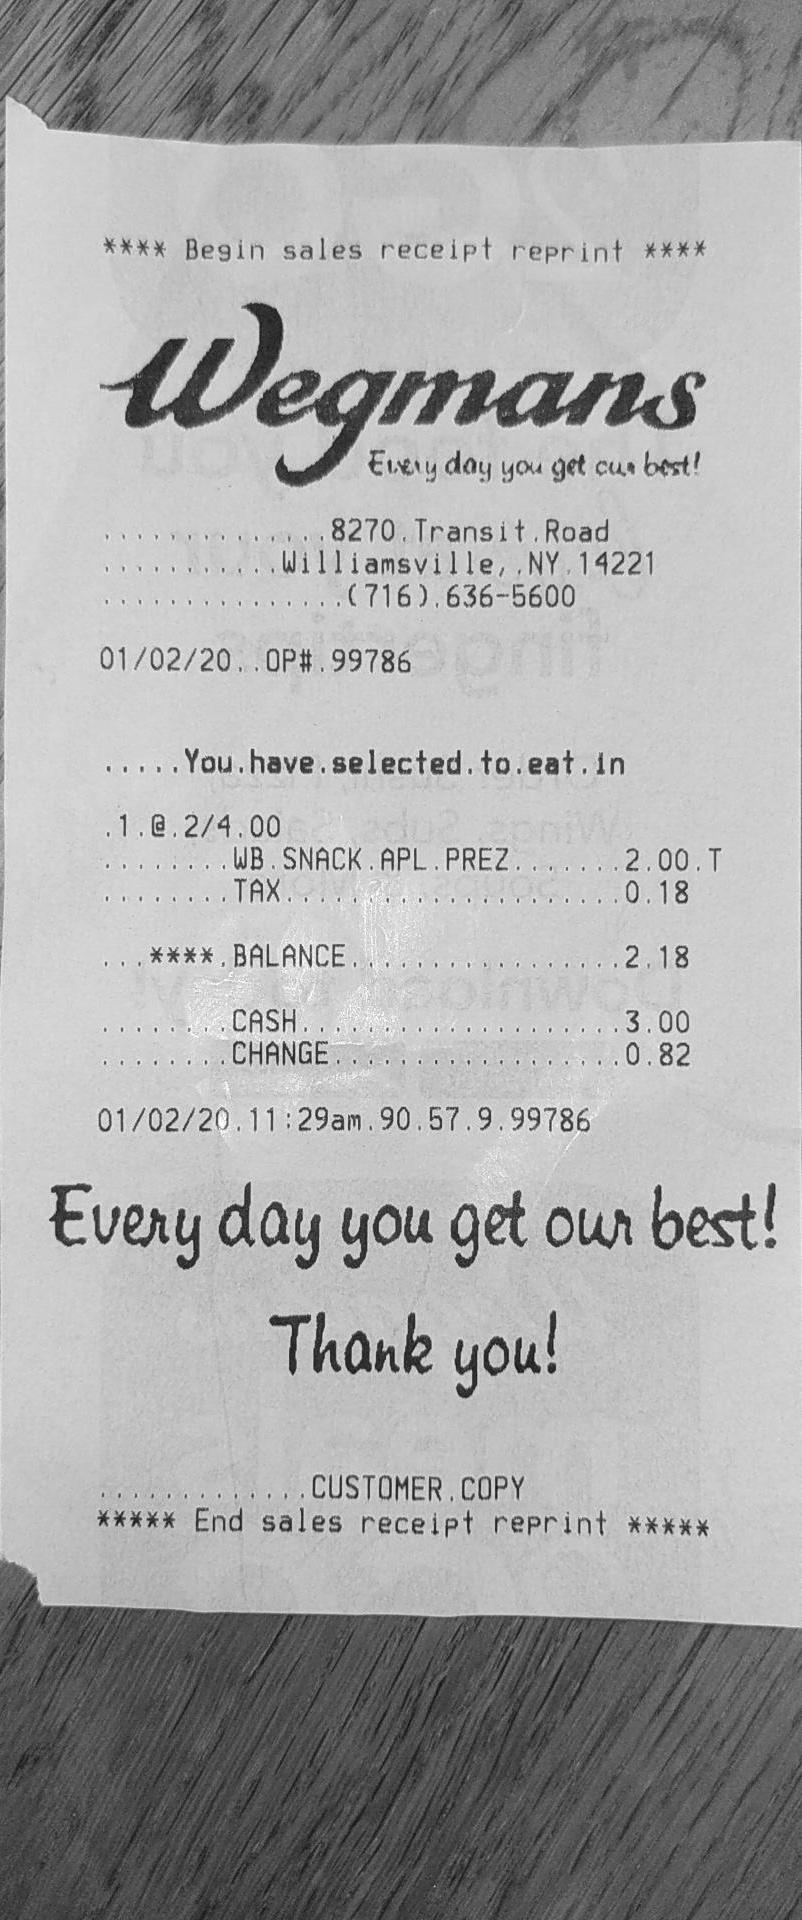 **** Begin sales receipt reprint ****
Wegmans
Every day you get our best!
..............8270.Transit.Road
...........Williamsville,.NY.14221
...............(716).636-5600
01/02/20..OP#.99786
.....You.have.selected.to.eat.in
.1.@.2/4.00
........WB.SNACK.APL.PREZ.......2.00.T
........TAX.....................0.18
...****.BALANCE.................2.18
........CASH....................3.00
........CHANGE..................0.82
01/02/20.11:29am.90.57.9.99786
Every day you get our best!
Thank you!
.............CUSTOMER.COPY
***** End sales receipt reprint *****